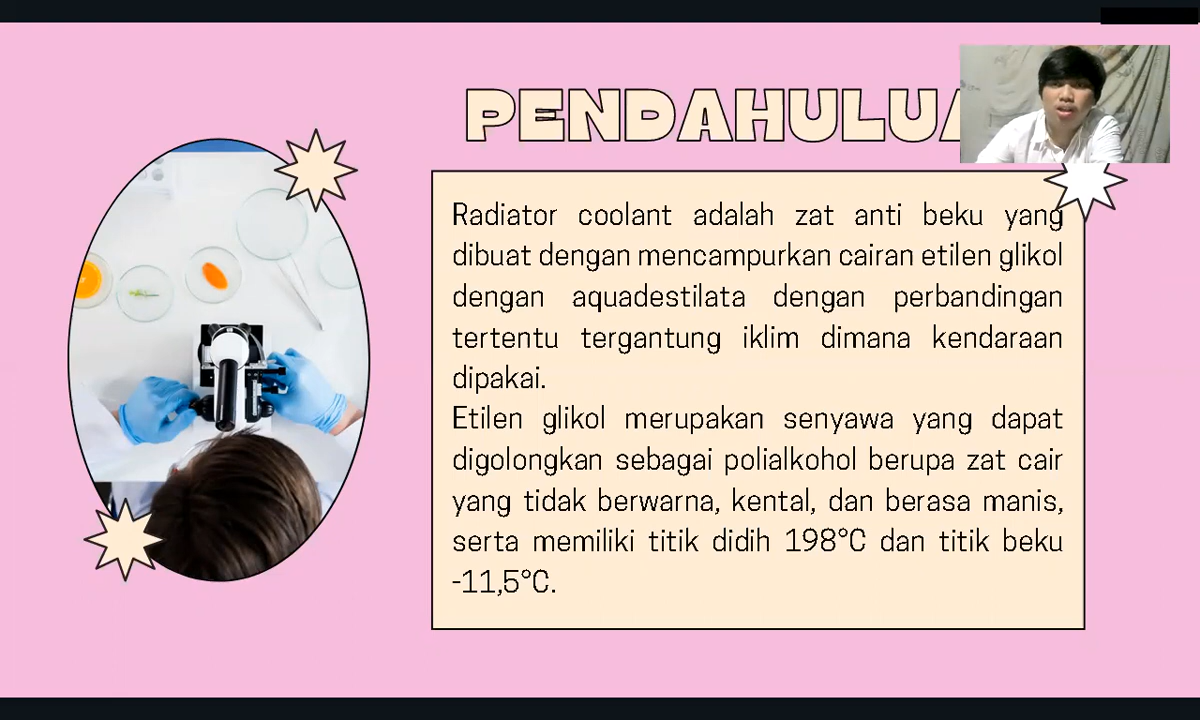 PENDAHULUA
Radiator coolant adalah zat anti beku yang
dibuat dengan mencampurkan cairan etilen glikol
dengan aquadestilata dengan perbandingan
tertentu tergantung iklim dimana kendaraan
dipakai.
Etilen glikol merupakan senyawa yang dapat
digolongkan sebagai polialkohol berupa zat cair
yang tidak berwarna, kental, dan berasa manis,
serta memiliki titik didih 198°C dan titik beku
-11,5°C.